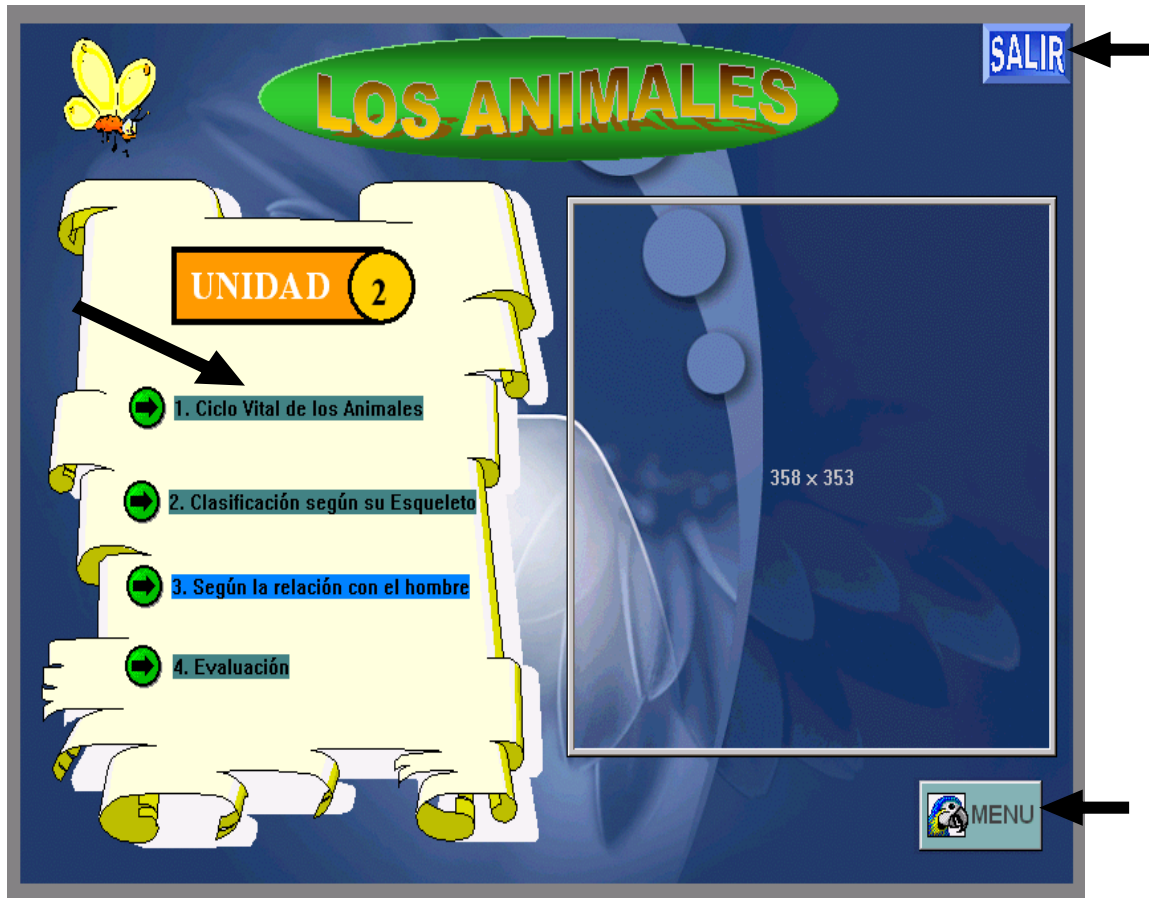 LOS ANIMALES
SALIR
UNIDAD 2
1. Ciclo Vital de los Animales
2. Clasificación según su Esqueleto
3. Según la relación con el hombre
4. Evaluación
358 x 353
MENU